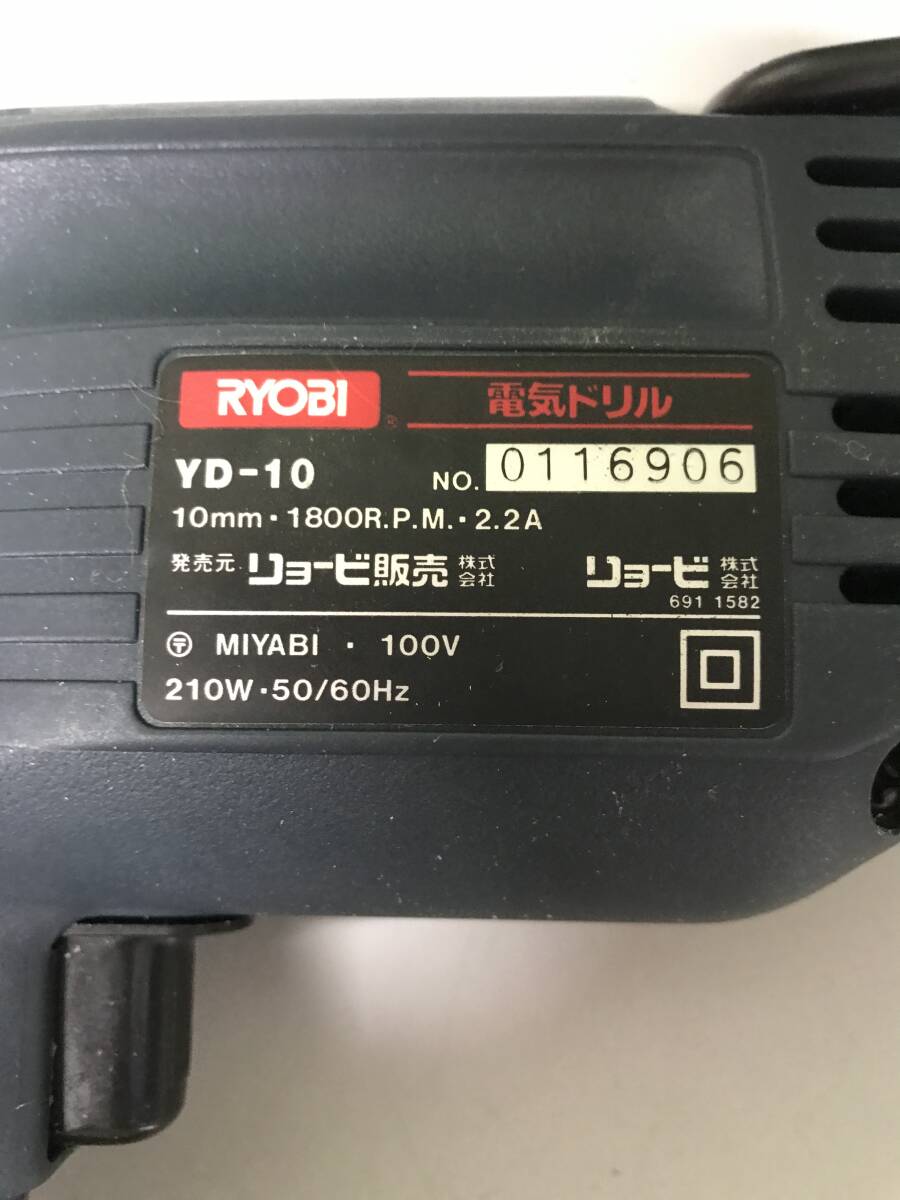 RYOBI ® 電気ドリル
YD-10 NO. 0116906
10mm・1800R.P.M.・2.2A
発売元 リョービ販売 株式会社 リョービ 株式会社
691 1582
〶 MIYABI ・ 100V
210W・50/60Hz